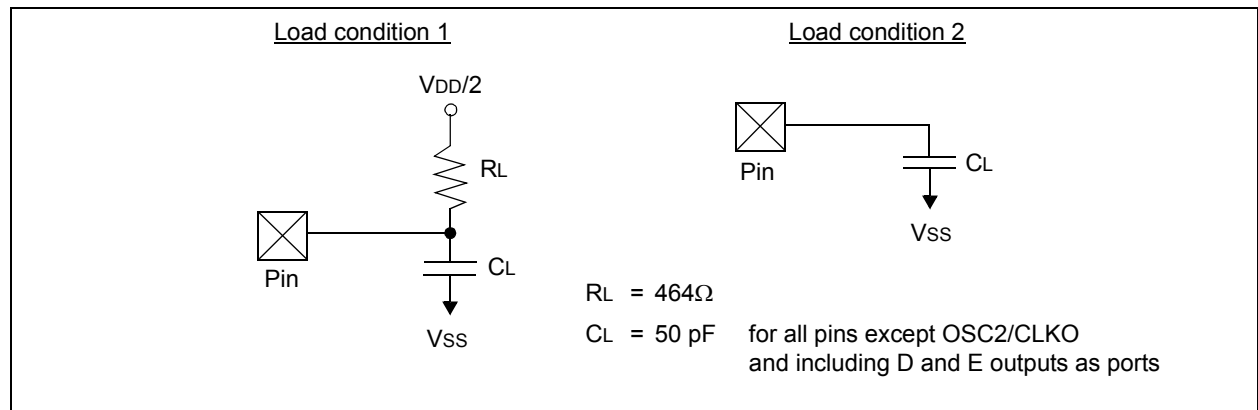 Load condition 1
VDD/2
RL
Pin
CL
VSS
Load condition 2
Pin
CL
VSS
RL = 464Ω
CL = 50 pF for all pins except OSC2/CLKO
and including D and E outputs as ports